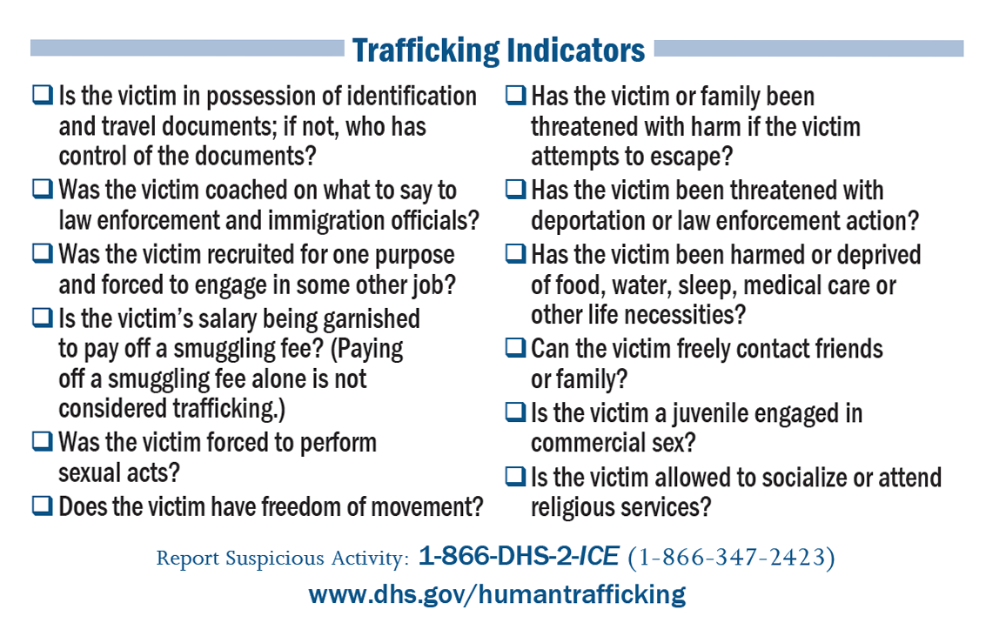 Trafficking Indicators
Is the victim in possession of identification
and travel documents; if not, who has
control of the documents?
Was the victim coached on what to say to
law enforcement and immigration officials?
Was the victim recruited for one purpose
and forced to engage in some other job?
Is the victim's salary being garnished
to pay off a smuggling fee? (Paying
off a smuggling fee alone is not
considered trafficking.)
Was the victim forced to perform
sexual acts?
Does the victim have freedom of movement?
Has the victim or family been
threatened with harm if the victim
attempts to escape?
Has the victim been threatened with
deportation or law enforcement action?
Has the victim been harmed or deprived
of food, water, sleep, medical care or
other life necessities?
Can the victim freely contact friends
or family?
Is the victim a juvenile engaged in
commercial sex?
Is the victim allowed to socialize or attend
religious services?
Report Suspicious Activity: 1-866-DHS-2-ICE (1-866-347-2423)
www.dhs.gov/humantrafficking